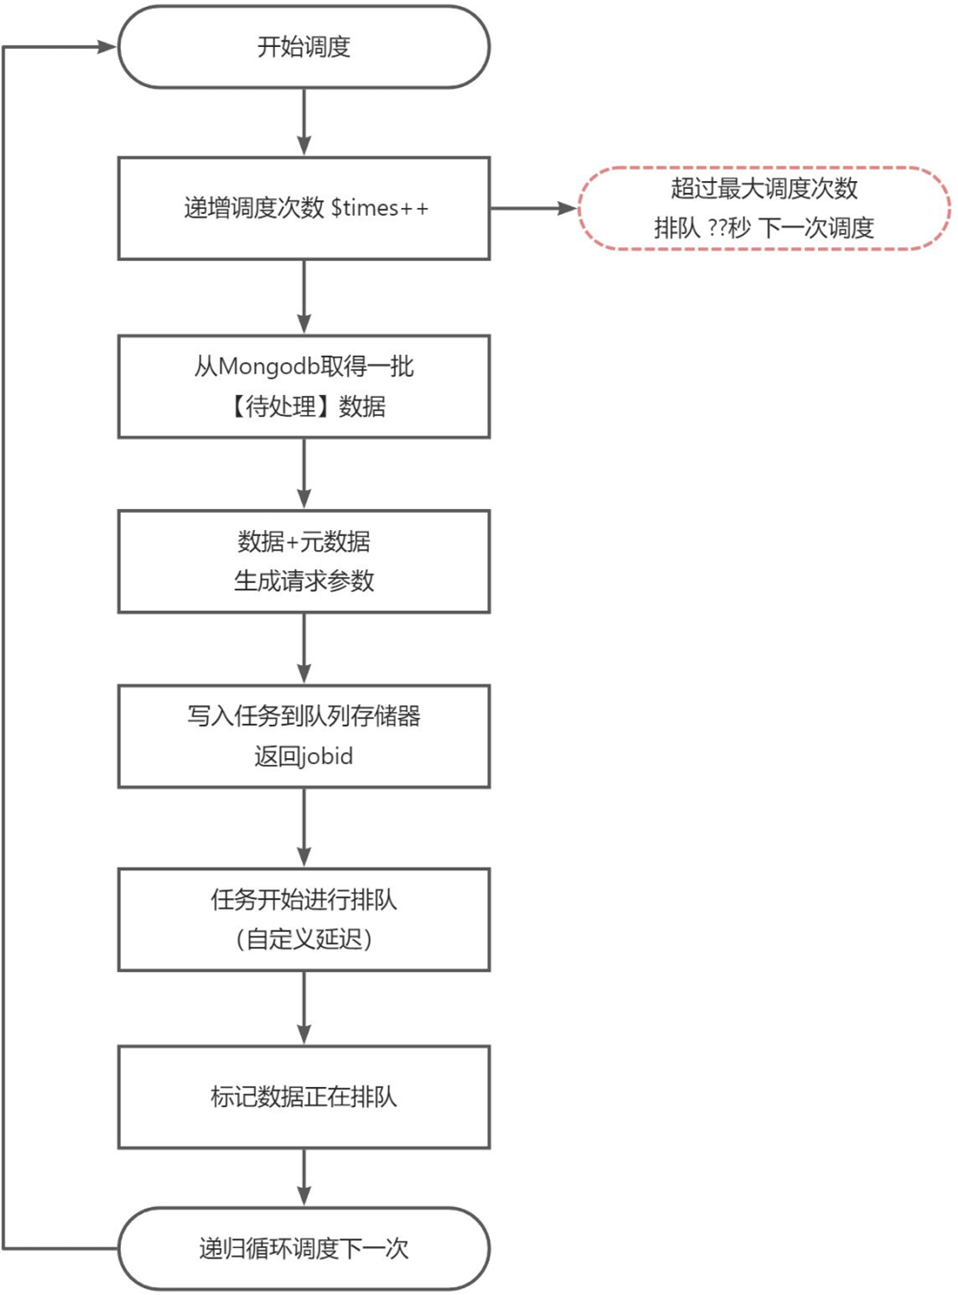 开始调度
递增调度次数 $times++
超过最大调度次数
排队 ??秒 下一次调度
从Mongodb取得一批
【待处理】数据
数据+元数据
生成请求参数
写入任务到队列存储器
返回jobid
任务开始进行排队
（自定义延迟）
标记数据正在排队
递归循环调度下一次